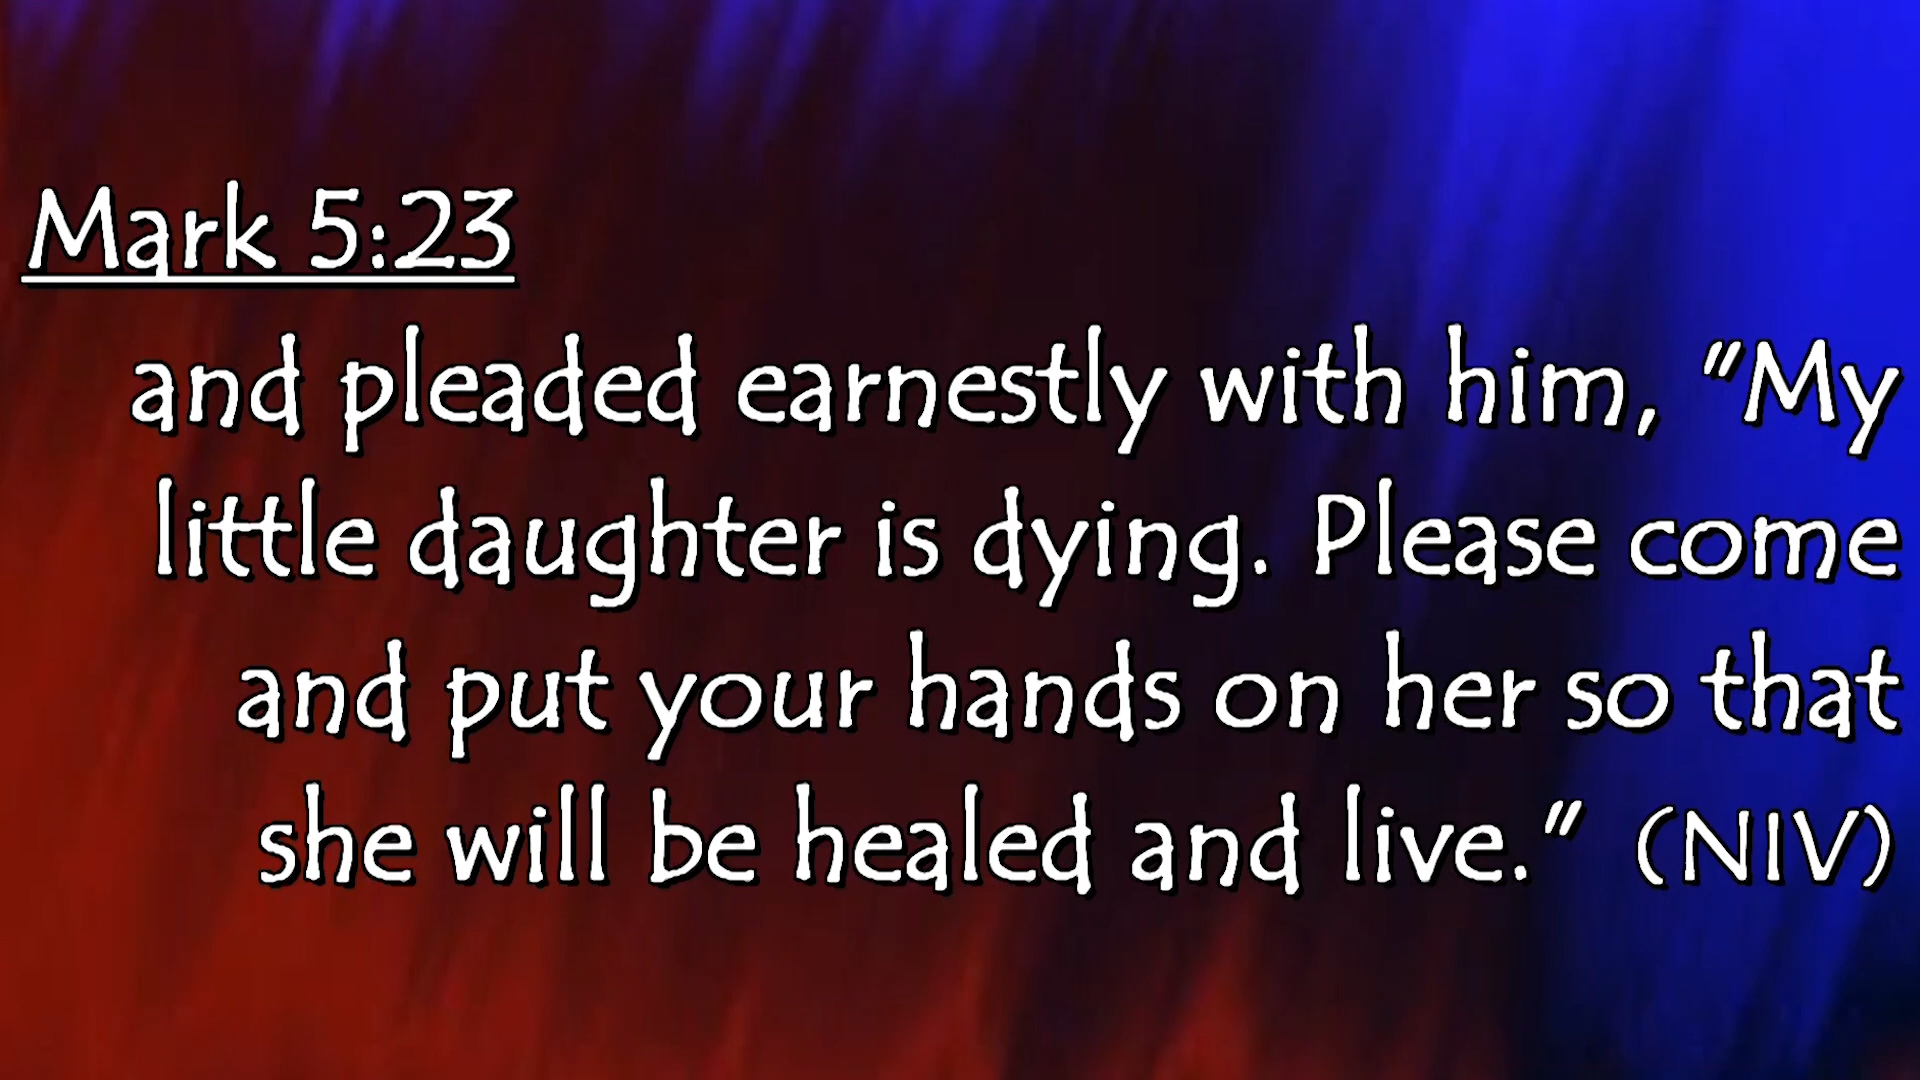 Mark 5:23
and pleaded earnestly with him, "My
little daughter is dying. Please come
and put your hands on her so that
she will be healed and live." (NIV)